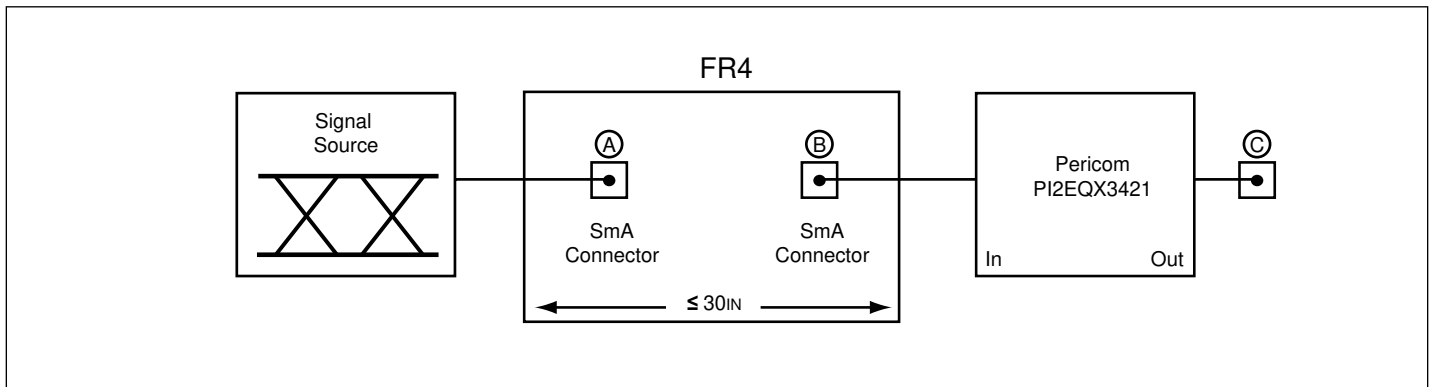 FR4
Signal
Source
A
B
C
SmA
Connector
SmA
Connector
≤ 30IN
Pericom
PI2EQX3421
In
Out